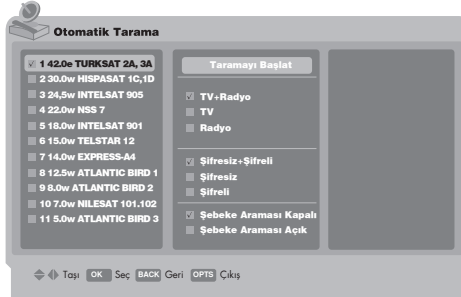 Otomatik Tarama
1 42.0e TURKSAT 2A, 3A
2 30.0w HISPASAT 1C,1D
3 24,5w INTELSAT 905
4 22.0w NSS 7
5 18.0w INTELSAT 901
6 15.0w TELSTAR 12
7 14.0w EXPRESS-A4
8 12.5w ATLANTIC BIRD 1
9 8.0w ATLANTIC BIRD 2
10 7.0w NILESAT 101.102
11 5.0w ATLANTIC BIRD 3
Taramayı Başlat
TV+Radyo
TV
Radyo
Şifresiz+Şifreli
Şifresiz
Şifreli
Şebeke Araması Kapalı
Şebeke Araması Açık
Taşı OK Seç BACK Geri OPTS Çıkış